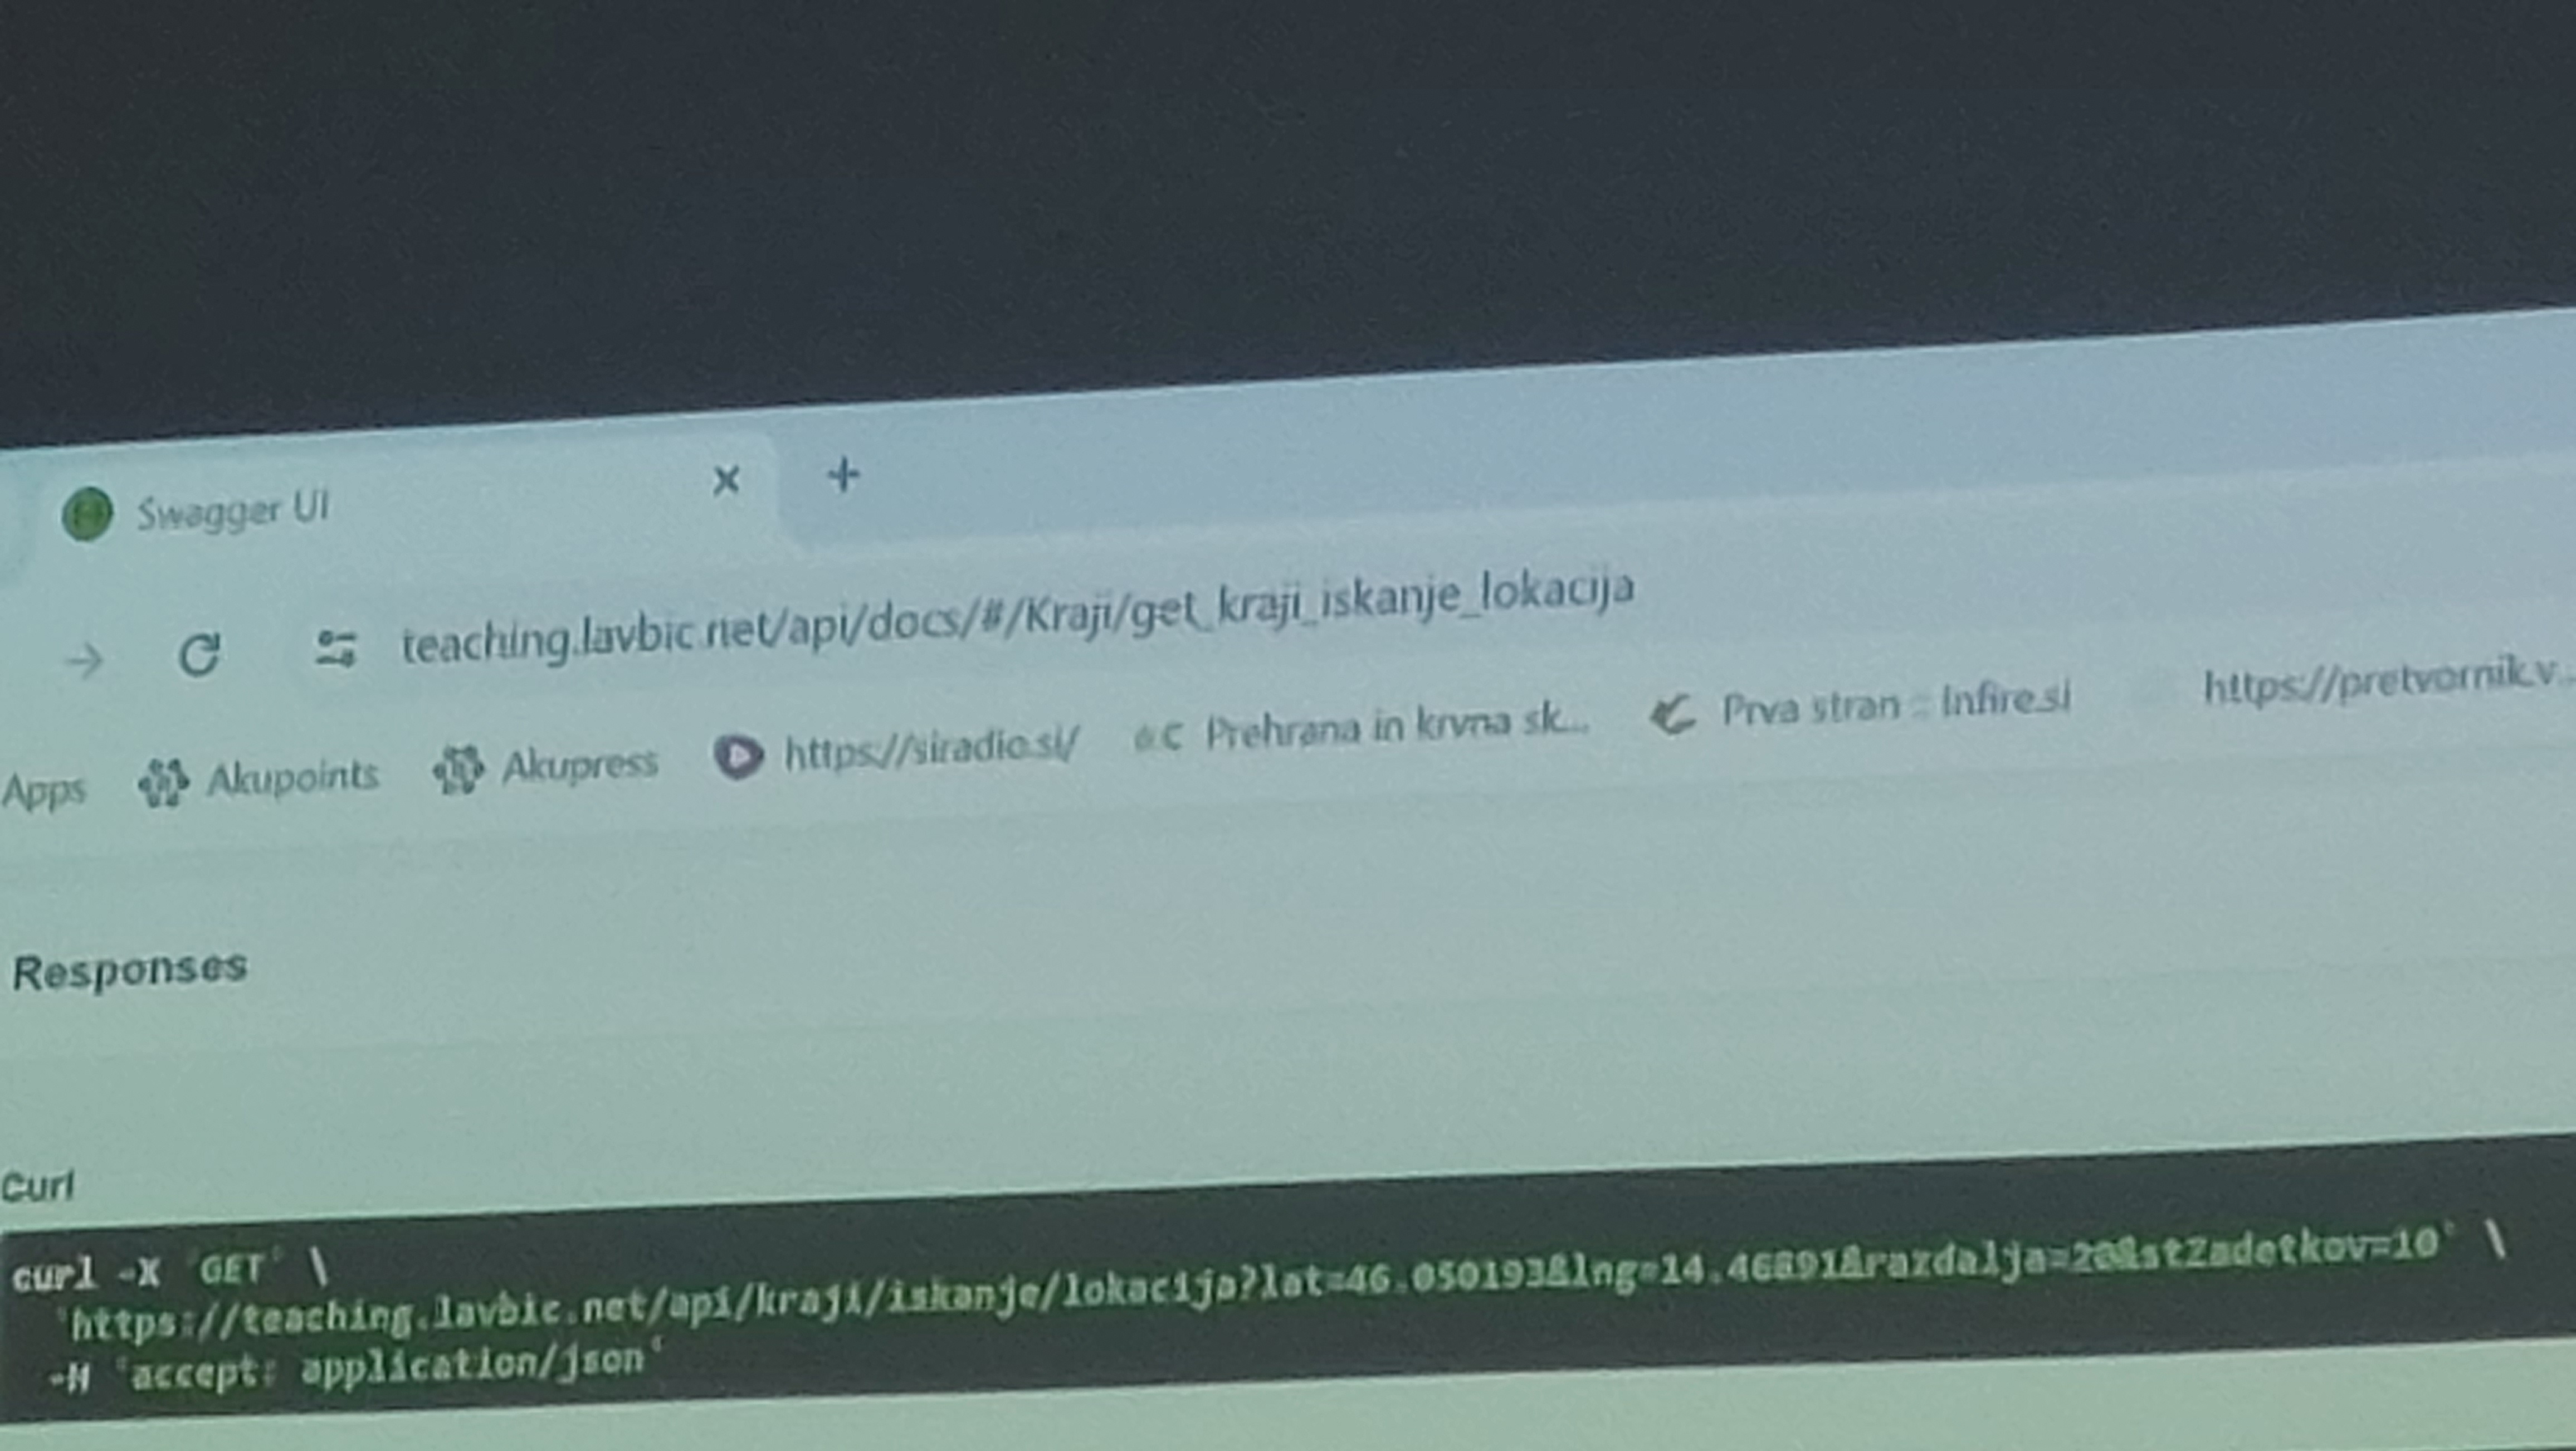 Swagger UI
teaching.lavbic.net/api/docs/#/Kraji/get_kraji_iskanje_lokacija
Apps Akupoints Akupress https://siradio.si/ Prehrana in krvna sk... Prva stran :: Infire.si https://pretvornik.v...
Responses
Curl
curl -X 'GET' \
'https://teaching.lavbic.net/api/kraji/iskanje/lokacija?lat=46.050193&lng=14.46891&razdalja=20&stZadetkov=10' \
-H 'accept: application/json'